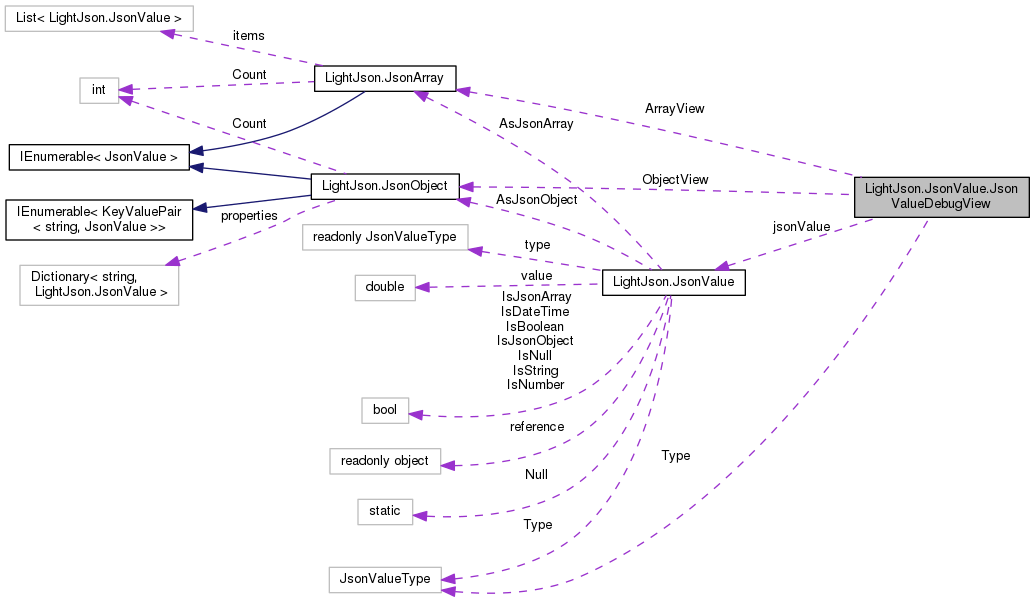 List< LightJson.JsonValue >
items
LightJson.JsonArray
Count
int
ArrayView
AsJsonArray
Count
IEnumerable< JsonValue >
LightJson.JsonObject
ObjectView
LightJson.JsonValue.Json
ValueDebugView
AsJsonObject
IEnumerable< KeyValuePair
< string, JsonValue >>
properties
readonly JsonValueType
type
jsonValue
Dictionary< string,
LightJson.JsonValue >
double
value
LightJson.JsonValue
IsJsonArray
IsDateTime
IsBoolean
IsJsonObject
IsNull
IsString
IsNumber
bool
reference
readonly object
Type
Null
static
Type
JsonValueType